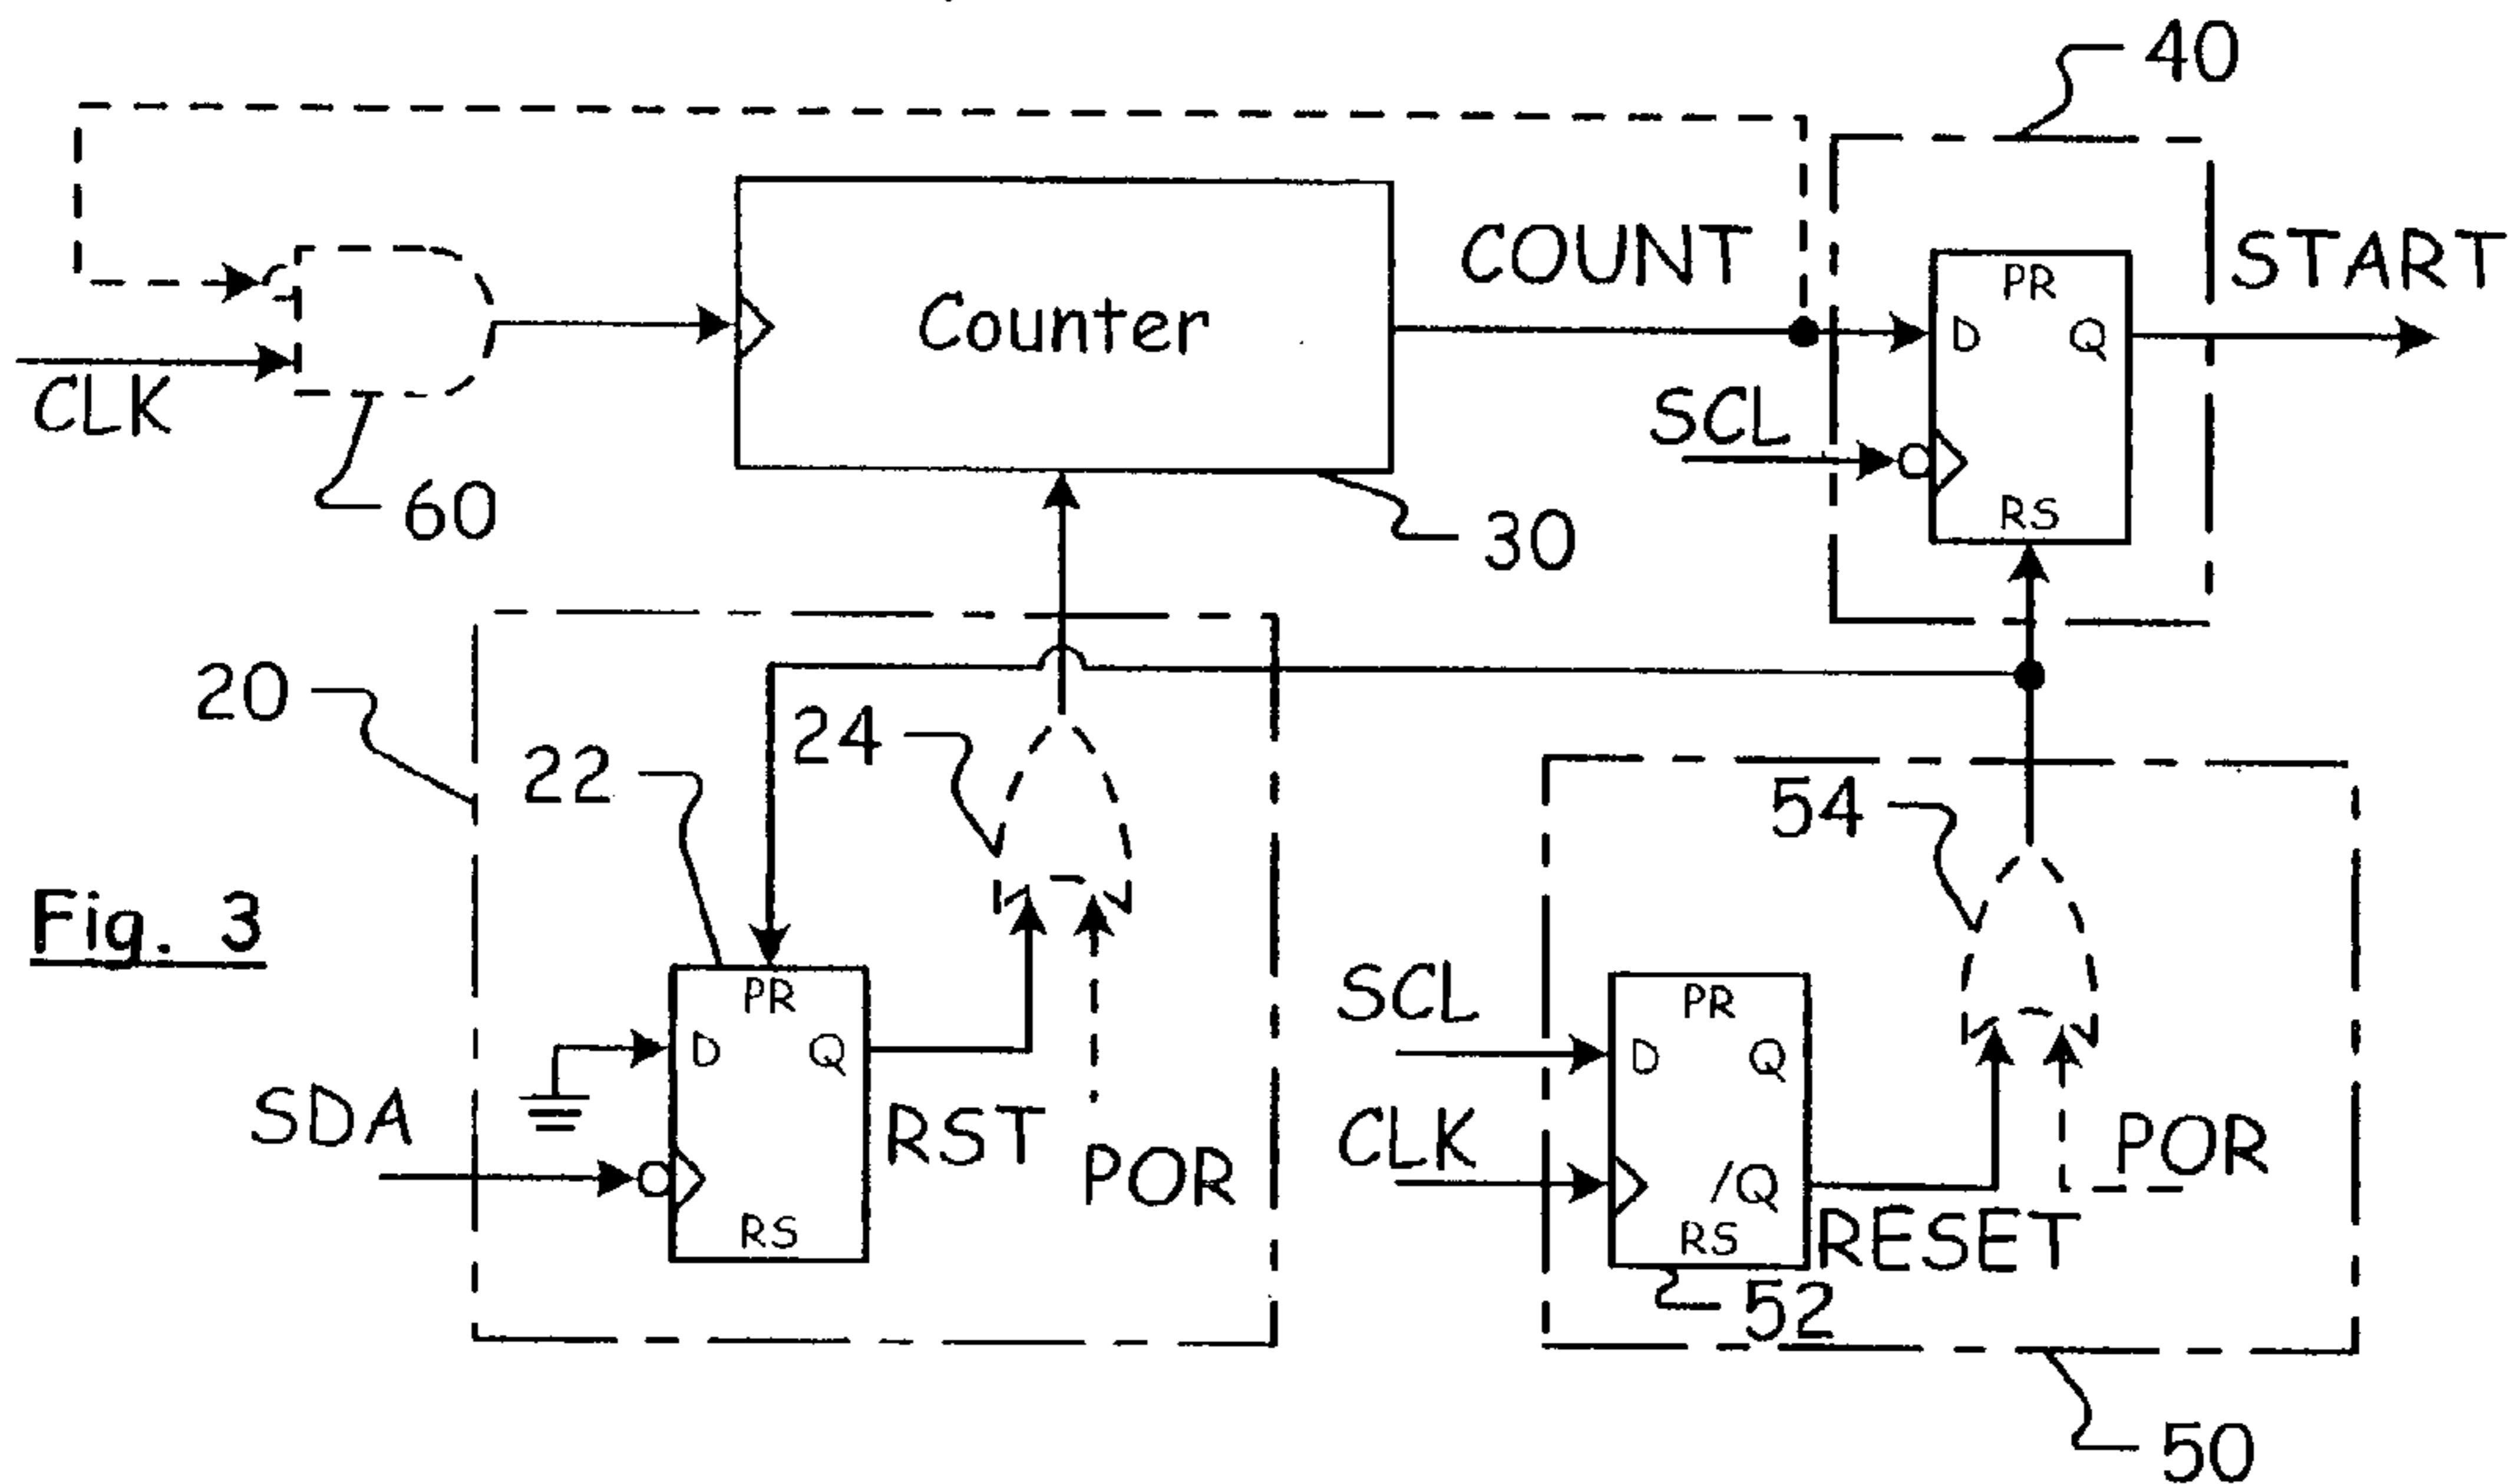 40
COUNT
START
PR
D
Q
Counter
CLK
SCL
60
RS
30
20
24
22
54
Fig. 3
PR
SCL
PR
D
Q
D
Q
SDA
RST
CLK
POR
POR
/Q
RS
RS
RESET
52
50